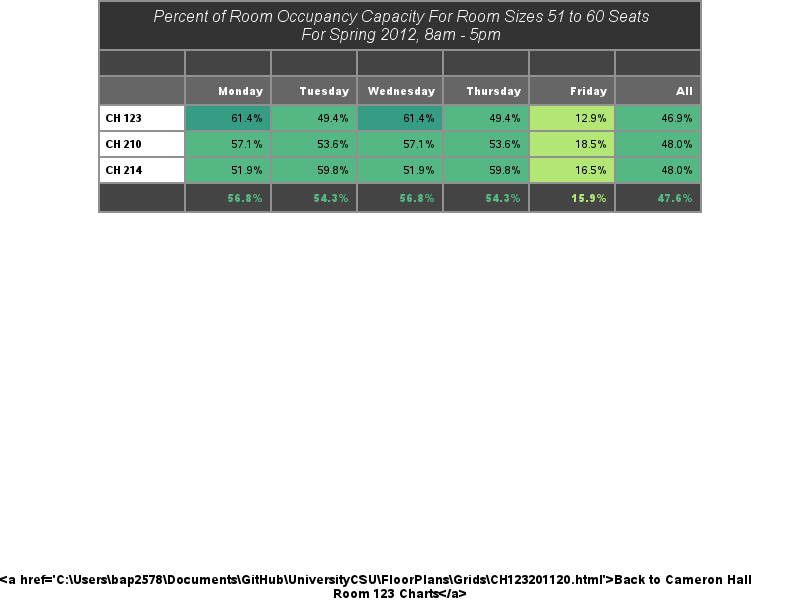 Percent of Room Occupancy Capacity For Room Sizes 51 to 60 Seats
For Spring 2012, 8am - 5pm
Monday Tuesday Wednesday Thursday Friday All
CH 123 61.4% 49.4% 61.4% 49.4% 12.9% 46.9%
CH 210 57.1% 53.6% 57.1% 53.6% 18.5% 48.0%
CH 214 51.9% 59.8% 51.9% 59.8% 16.5% 48.0%
56.8% 54.3% 56.8% 54.3% 15.9% 47.6%
<a href='C:\Users\bap2578\Documents\GitHub\UniversityCSU\FloorPlans\Grids\CH123201120.html'>Back to Cameron Hall
Room 123 Charts</a>